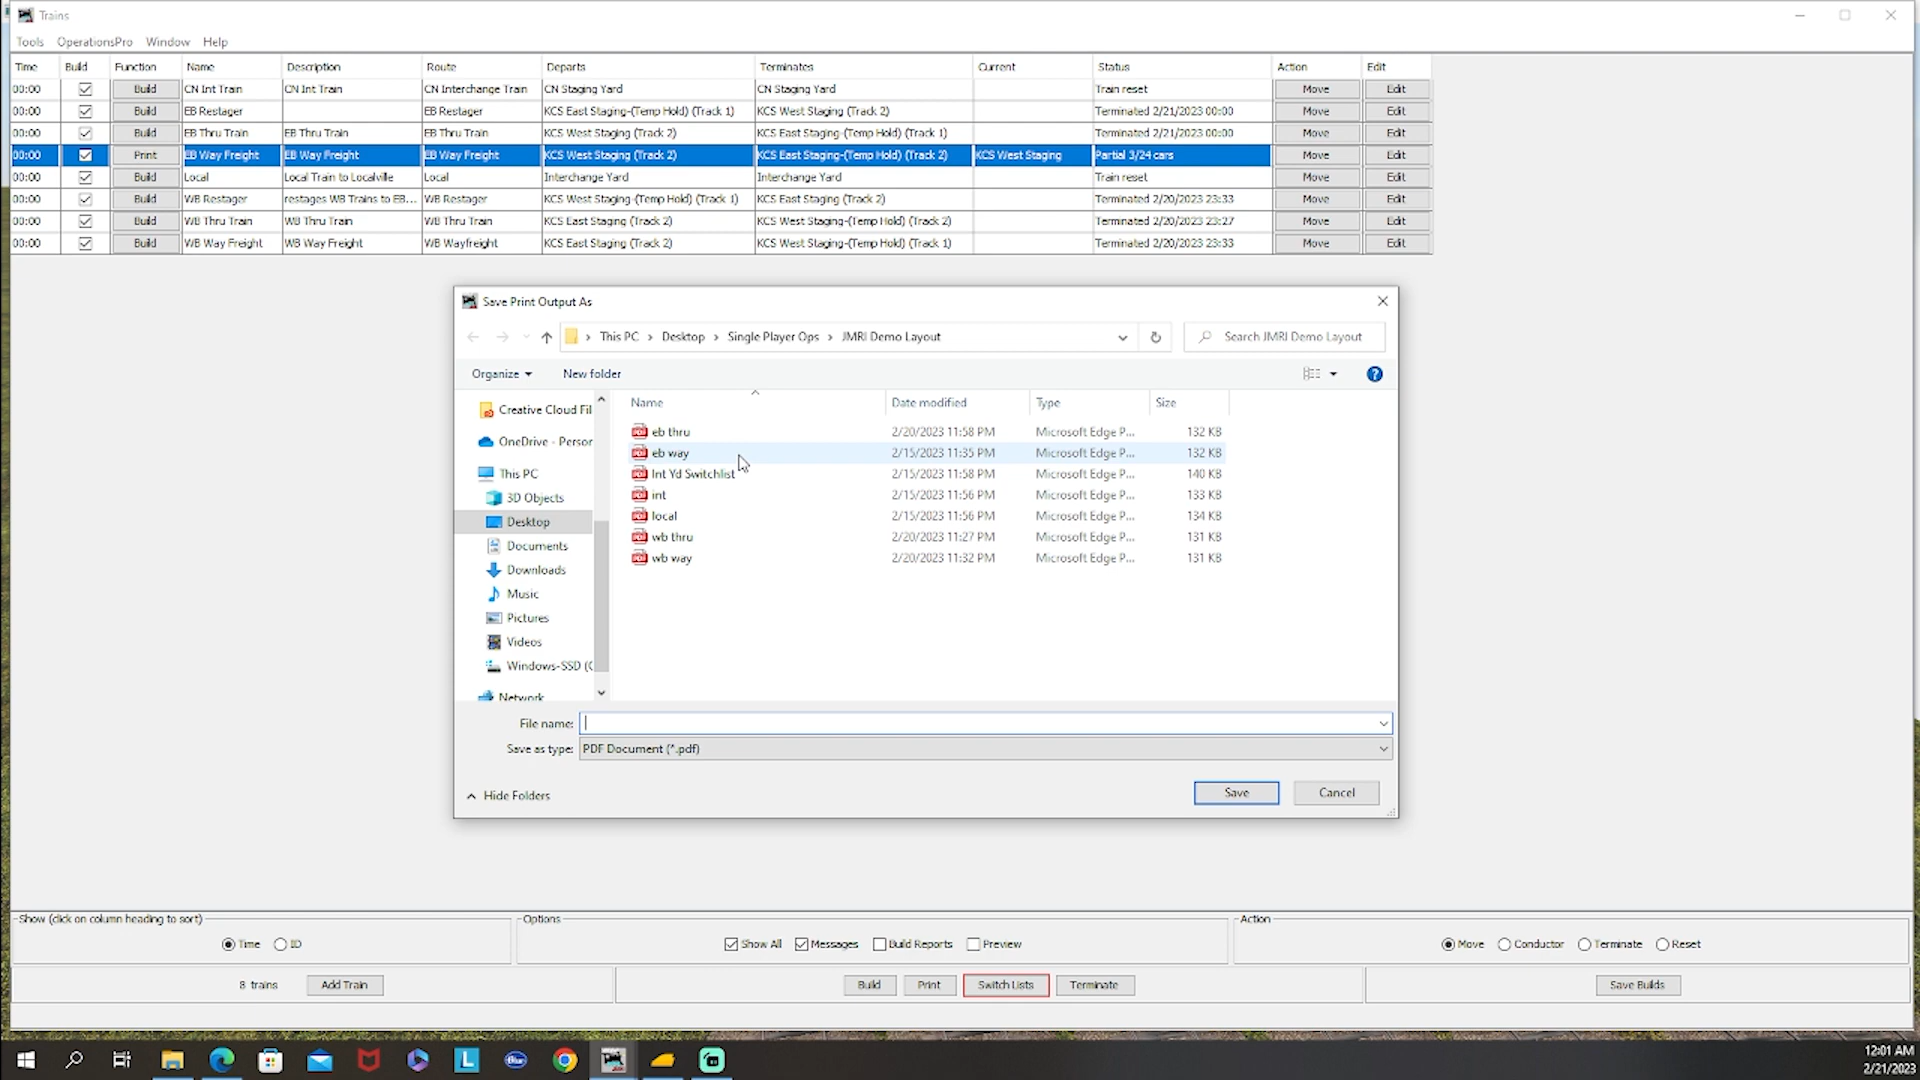 Trains
Tools OperationsPro Window Help
Time Build Function Name Description Route Departs Terminates Current Status Action Edit
00:00 Build CN Int Train CN Int Train CN Interchange Train CN Staging Yard CN Staging Yard Train reset Move Edit
00:00 Build EB Restager EB Restager KCS East Staging-(Temp Hold) (Track 1) KCS West Staging (Track 2) Terminated 2/21/2023 00:00 Move Edit
00:00 Build EB Thru Train EB Thru Train EB Thru Train KCS West Staging (Track 2) KCS East Staging-(Temp Hold) (Track 1) Terminated 2/21/2023 00:00 Move Edit
00:00 Print EB Way Freight EB Way Freight EB Way Freight KCS West Staging (Track 2) KCS East Staging-(Temp Hold) (Track 2) KCS West Staging Partial 3/24 cars Move Edit
00:00 Build Local Local Train to Localville Local Interchange Yard Interchange Yard Train reset Move Edit
00:00 Build WB Restager restages WB Trains to EB... WB Restager KCS West Staging-(Temp Hold) (Track 1) KCS East Staging (Track 2) Terminated 2/20/2023 23:33 Move Edit
00:00 Build WB Thru Train WB Thru Train WB Thru Train KCS East Staging (Track 2) KCS West Staging-(Temp Hold) (Track 2) Terminated 2/20/2023 23:27 Move Edit
00:00 Build WB Way Freight WB Way Freight WB Wayfreight KCS East Staging (Track 2) KCS West Staging-(Temp Hold) (Track 1) Terminated 2/20/2023 23:33 Move Edit
Save Print Output As
This PC > Desktop > Single Player Ops > JMRI Demo Layout Search JMRI Demo Layout
Organize New folder
Name Date modified Type Size
Creative Cloud Fil
OneDrive - Person
This PC
3D Objects
Desktop
Documents
Downloads
Music
Pictures
Videos
Windows-SSD (C
Network
eb thru 2/20/2023 11:58 PM Microsoft Edge P... 132 KB
eb way 2/15/2023 11:35 PM Microsoft Edge P... 132 KB
Int Yd Switchlist 2/15/2023 11:58 PM Microsoft Edge P... 140 KB
int 2/15/2023 11:56 PM Microsoft Edge P... 133 KB
local 2/15/2023 11:56 PM Microsoft Edge P... 134 KB
wb thru 2/20/2023 11:27 PM Microsoft Edge P... 131 KB
wb way 2/20/2023 11:32 PM Microsoft Edge P... 131 KB
File name:
Save as type: PDF Document (*.pdf)
Hide Folders Save Cancel
Show (click on column heading to sort) Options Action
Time ID Show All Messages Build Reports Preview Move Conductor Terminate Reset
8 trains Add Train Build Print Switch Lists Terminate Save Builds
12:01 AM
2/21/2023